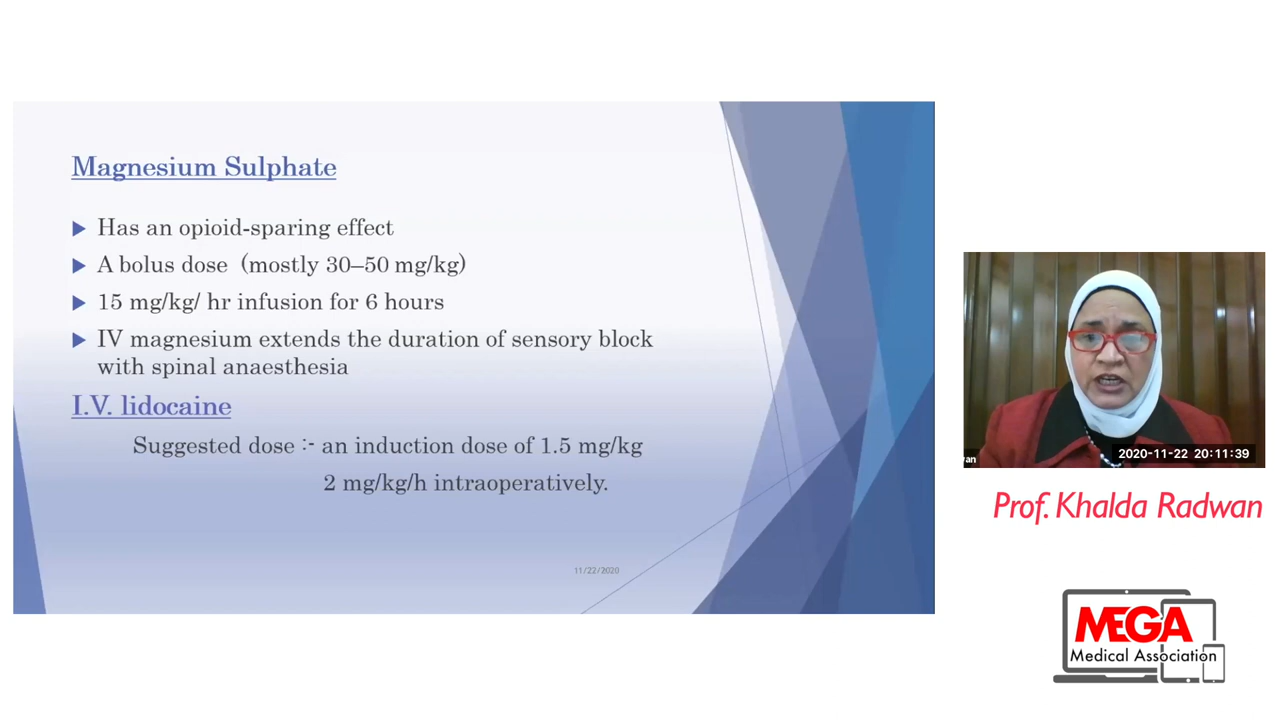 Magnesium Sulphate
Has an opioid-sparing effect
A bolus dose (mostly 30–50 mg/kg)
15 mg/kg/ hr infusion for 6 hours
IV magnesium extends the duration of sensory block
with spinal anaesthesia
I.V. lidocaine
Suggested dose :- an induction dose of 1.5 mg/kg
2 mg/kg/h intraoperatively.
11/22/2020
2020-11-22 20:11:39
Prof. Khalda Radwan
MEGA
Medical Association